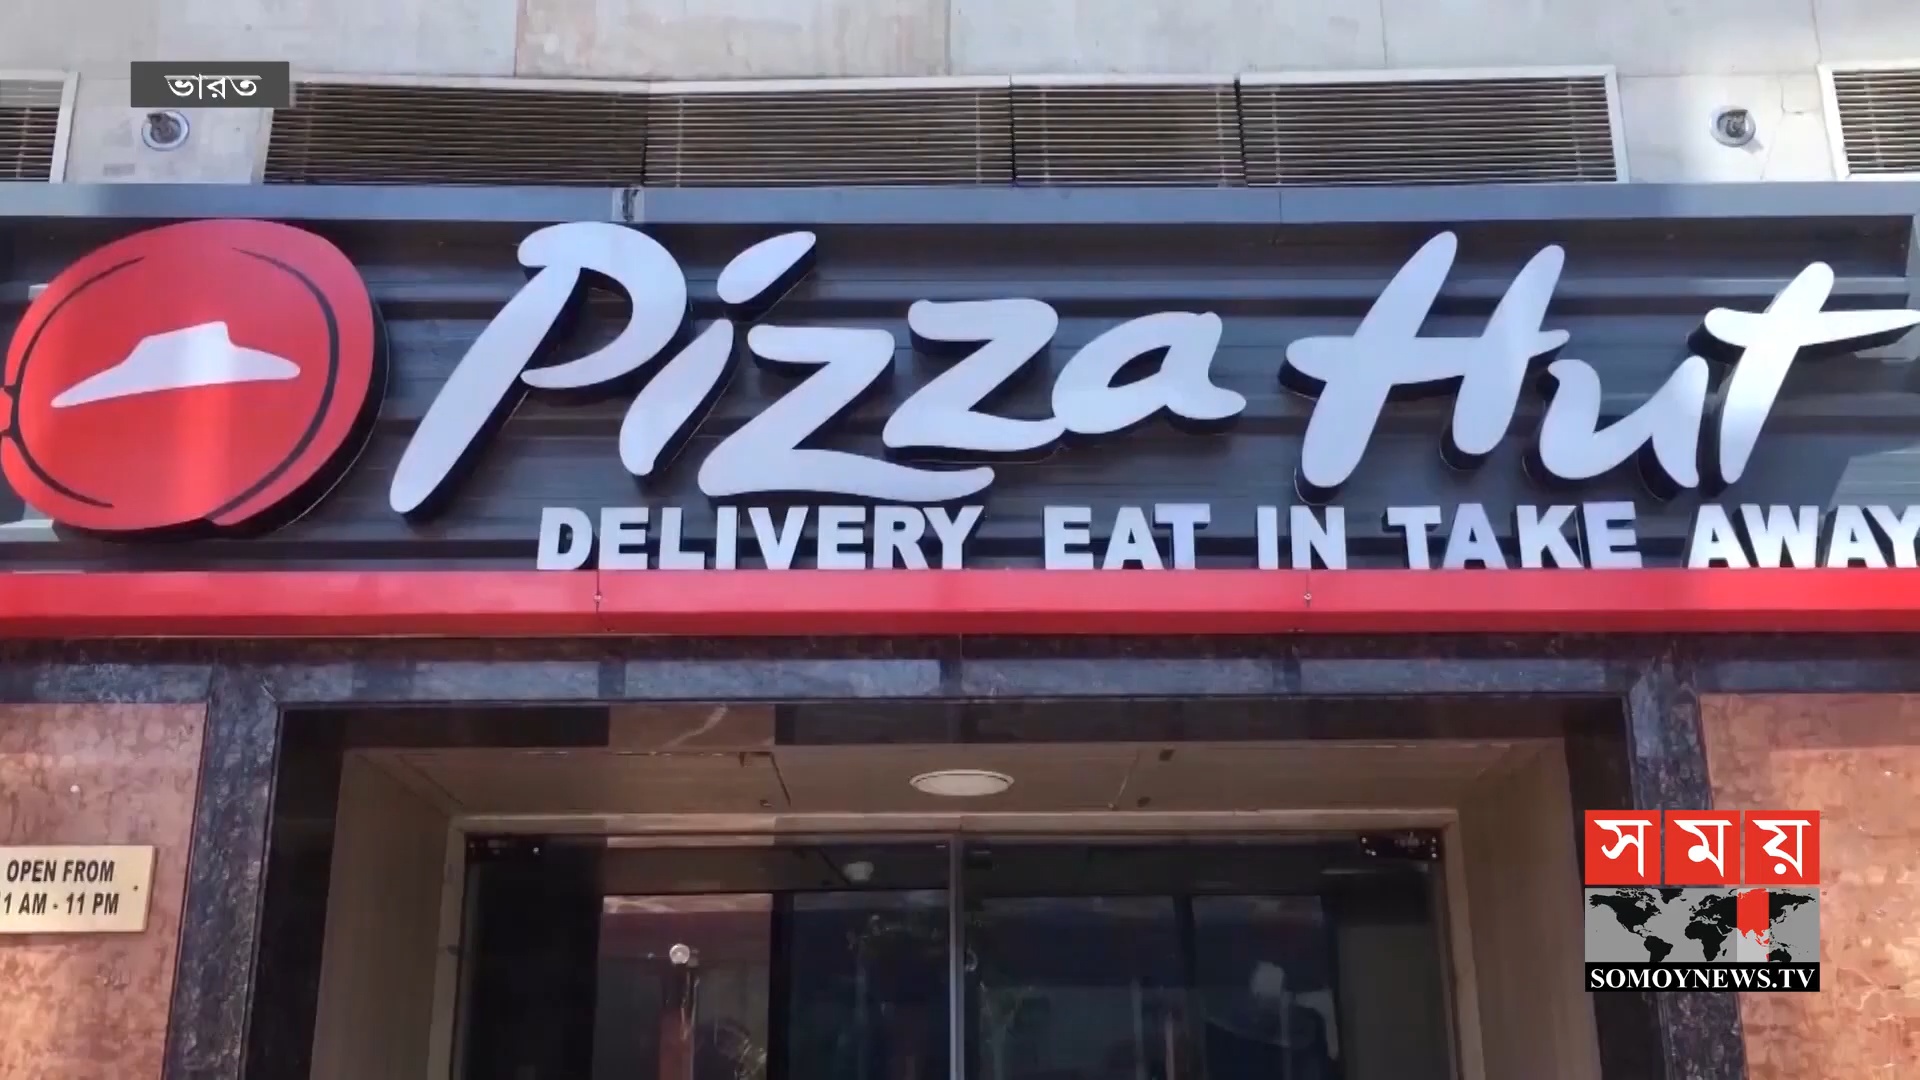 ভারত
Pizza Hut
DELIVERY EAT IN TAKE AWAY
OPEN FROM
1 AM - 11 PM
সময়
SOMOYNEWS.TV